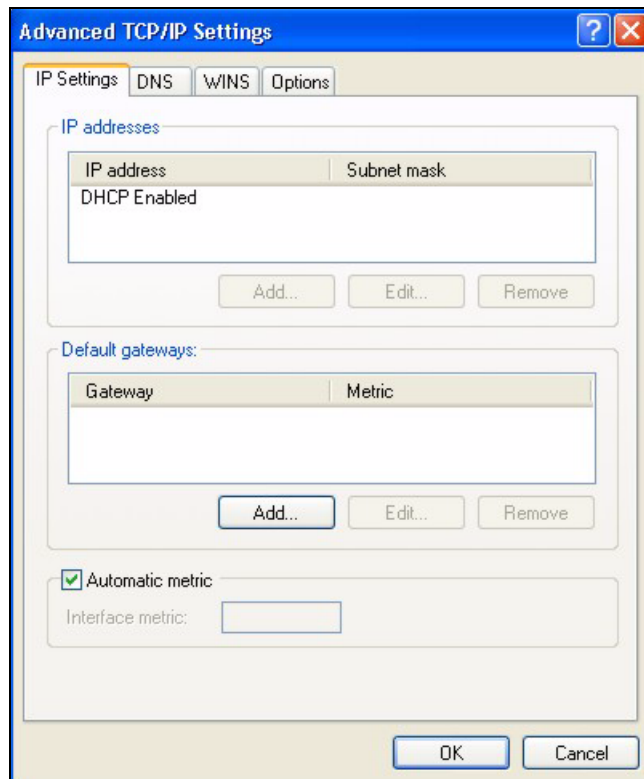 Advanced TCP/IP Settings
IP Settings DNS WINS Options
IP addresses
IP address Subnet mask
DHCP Enabled
Add... Edit... Remove
Default gateways:
Gateway Metric
Add... Edit... Remove
Automatic metric
Interface metric:
OK Cancel